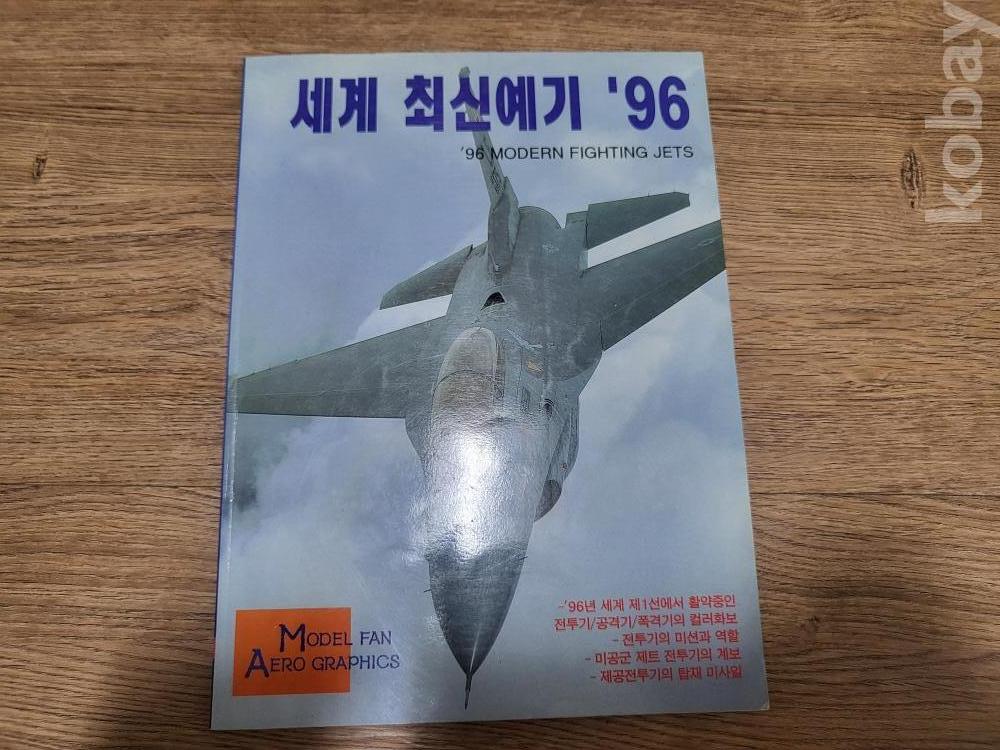 세계 최신예기 '96
'96 MODERN FIGHTING JETS
-'96년 세계 제1선에서 활약중인
전투기/공격기/폭격기의 컬러화보
- 전투기의 미션과 역할
- 미공군 제트 전투기의 계보
- 제공전투기의 탑재 미사일
MODEL FAN
AERO GRAPHICS
kobay